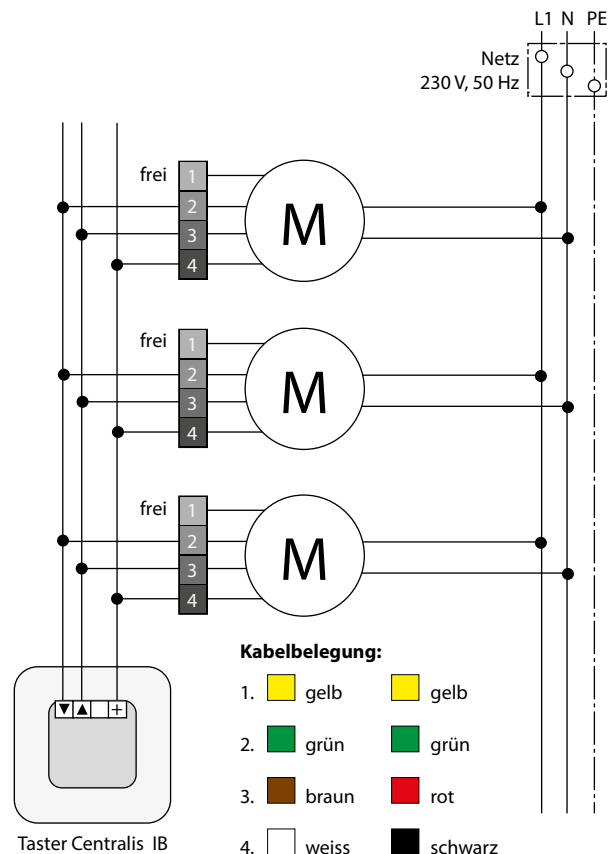 L1 N PE
Netz
230 V, 50 Hz
frei 1
2
3
4
M
frei 1
2
3
4
M
frei 1
2
3
4
M
Kabelbelegung:
1. gelb gelb
2. grün grün
3. braun rot
4. weiss schwarz
▼ ▲ +
Taster Centralis IB